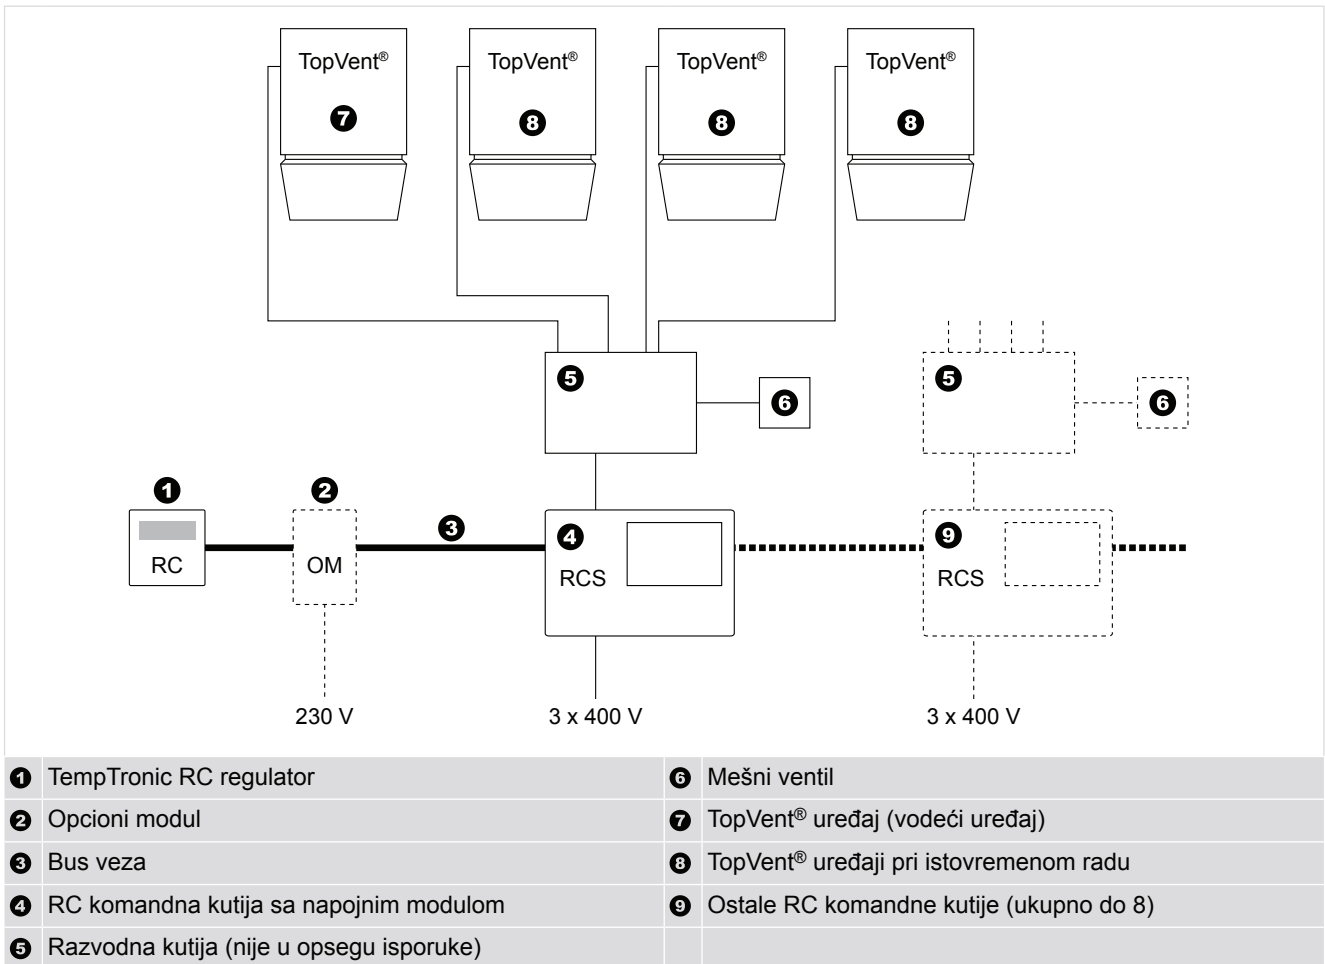 TopVent® TopVent® TopVent® TopVent®
7 8 8 8
5 6 5 6
1 2 3 4 9
RC OM RCS RCS
230 V 3 x 400 V 3 x 400 V
1 TempTronic RC regulator
2 Opcioni modul
3 Bus veza
4 RC komandna kutija sa napojnim modulom
5 Razvodna kutija (nije u opsegu isporuke)
6 Mešni ventil
7 TopVent® uređaj (vodeći uređaj)
8 TopVent® uređaji pri istovremenom radu
9 Ostale RC komandne kutije (ukupno do 8)